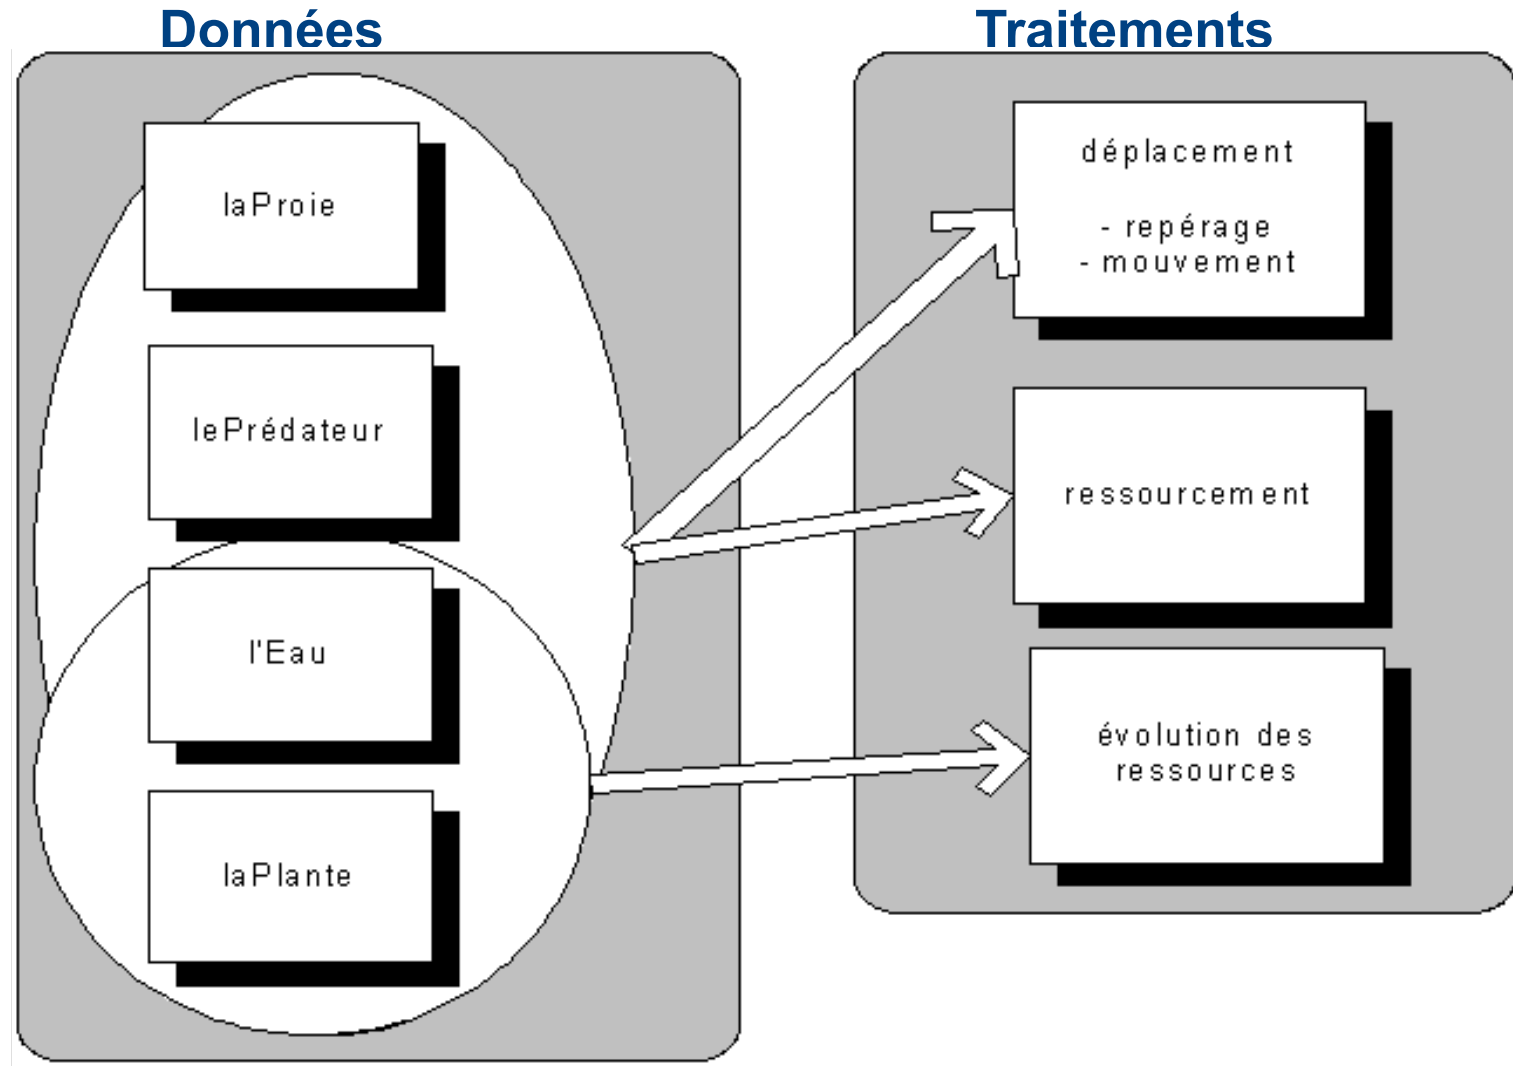 Données
laProie
lePrédateur
l'Eau
laPlante
Traitements
déplacement
- repérage
- mouvement
ressourcement
évolution des
ressources